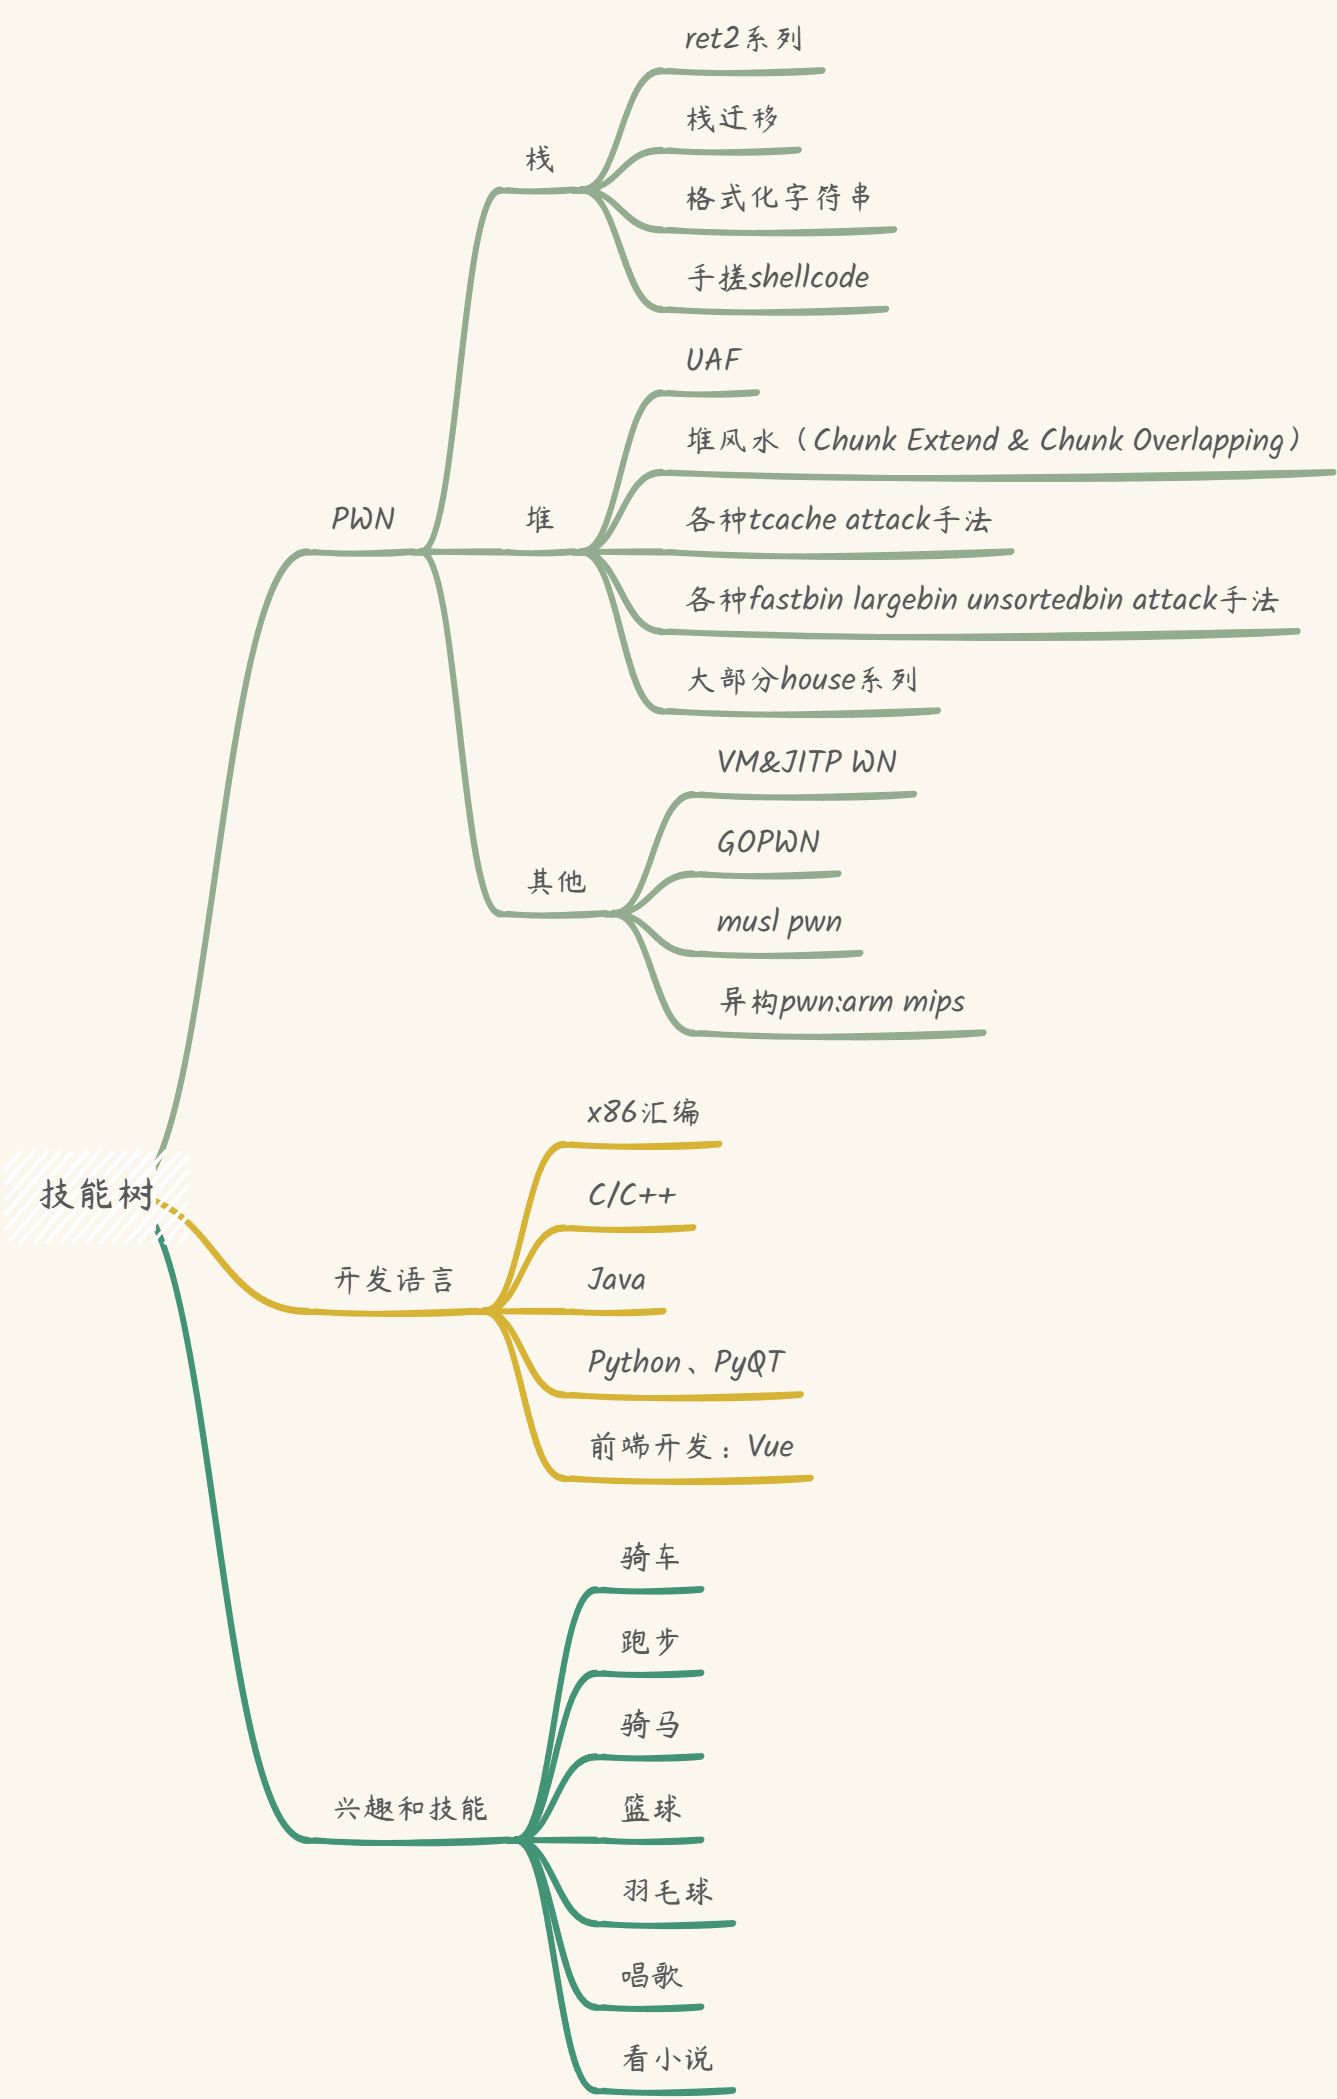 ret2系列
栈迁移
栈
格式化字符串
手搓shellcode
UAF
堆风水（Chunk Extend & Chunk Overlapping）
PWN
堆
各种tcache attack手法
各种fastbin largebin unsortedbin attack手法
大部分house系列
VM&JITP WN
GOPWN
其他
musl pwn
异构pwn:arm mips
x86汇编
技能树
C/C++
开发语言
Java
Python、PyQT
前端开发：Vue
骑车
跑步
骑马
兴趣和技能
篮球
羽毛球
唱歌
看小说